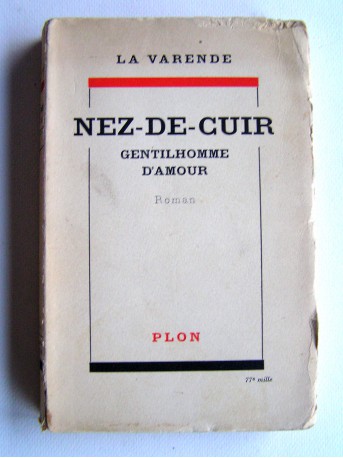 LA VARENDE
NEZ-DE-CUIR
GENTILHOMME
D'AMOUR
Roman
PLON
77e mille